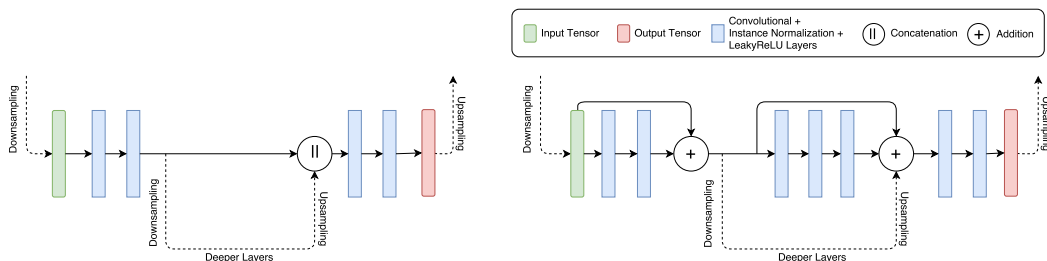 Input Tensor
Output Tensor
Convolutional +
Instance Normalization +
LeakyReLU Layers
||
Concatenation
+
Addition
Downsampling
||
Upsampling
Downsampling
Upsampling
Deeper Layers
Downsampling
+
+
Upsampling
Downsampling
Upsampling
Deeper Layers